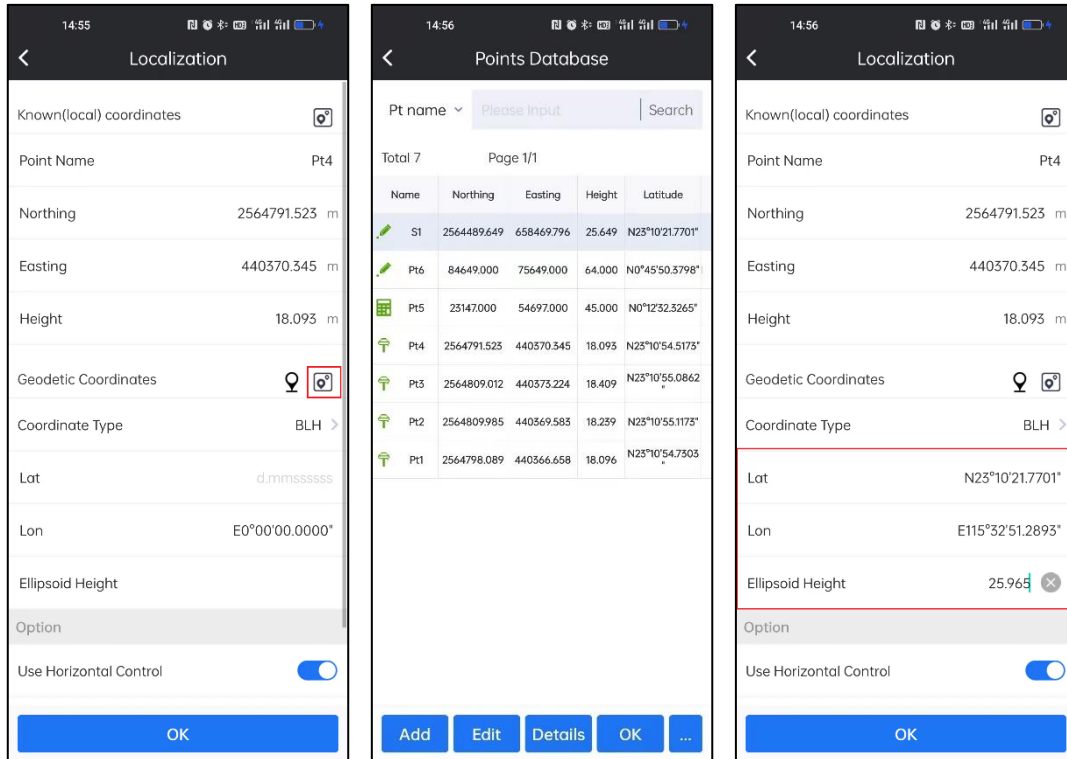 14:55
Localization
Known(local) coordinates
Point Name Pt4
Northing 2564791.523 m
Easting 440370.345 m
Height 18.093 m
Geodetic Coordinates
Coordinate Type BLH >
Lat d.mmssssss
Lon E0°00'00.0000"
Ellipsoid Height
Option
Use Horizontal Control
OK
14:56
Points Database
Pt name Please Input Search
Total 7 Page 1/1
Name Northing Easting Height Latitude
S1 2564489.649 658469.796 25.649 N23°10'21.7701"
Pt6 84649.000 75649.000 64.000 N0°45'50.3798"
Pt5 23147.000 54697.000 45.000 N0°12'32.3265"
Pt4 2564791.523 440370.345 18.093 N23°10'54.5173"
Pt3 2564809.012 440373.224 18.409 N23°10'55.0862"
Pt2 2564809.985 440369.583 18.239 N23°10'55.1173"
Pt1 2564798.089 440366.658 18.096 N23°10'54.7303"
Add Edit Details OK ...
14:56
Localization
Known(local) coordinates
Point Name Pt4
Northing 2564791.523 m
Easting 440370.345 m
Height 18.093 m
Geodetic Coordinates
Coordinate Type BLH >
Lat N23°10'21.7701"
Lon E115°32'51.2893"
Ellipsoid Height 25.965
Option
Use Horizontal Control
OK